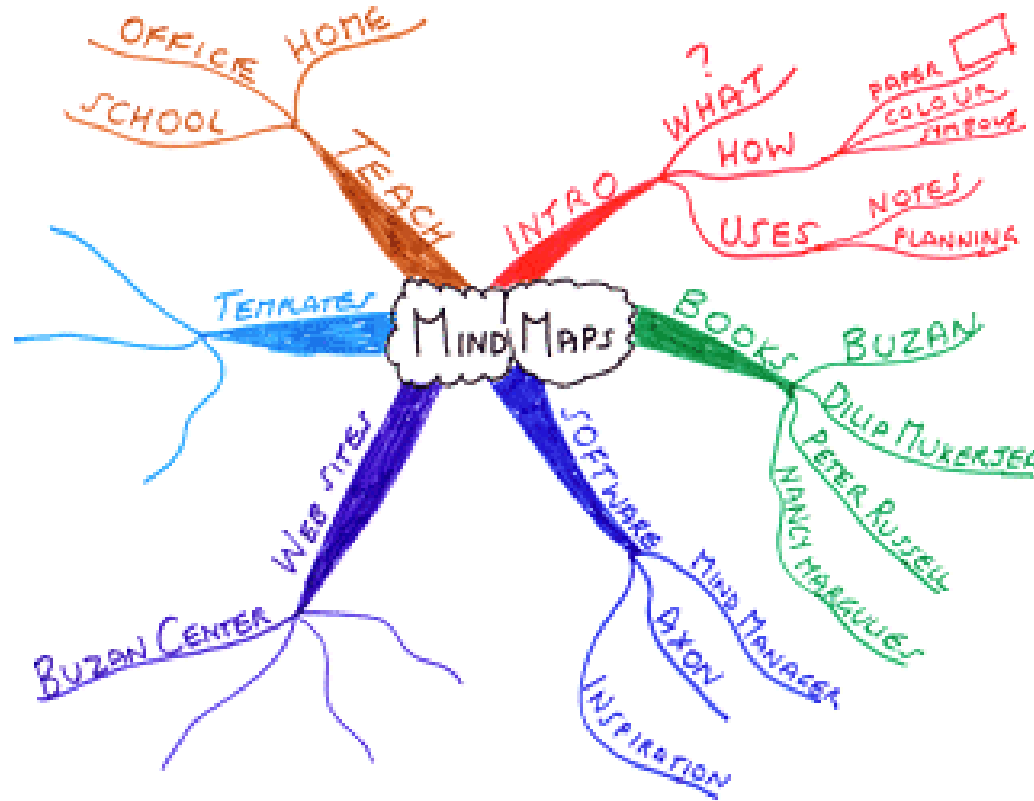 MIND MAPS
INTRO
WHAT
?
HOW
PAPER
COLOUR
SYMBOLS
USES
NOTES
PLANNING
BOOKS
BUZAN
DILIP MUKERJEE
PETER RUSSELL
NANCY MARGULIES
SOFTWARE
MIND MANAGER
AXON
INSPIRATION
WEB SITES
BUZAN CENTER
TEMPLATES
TEACH
SCHOOL
OFFICE
HOME